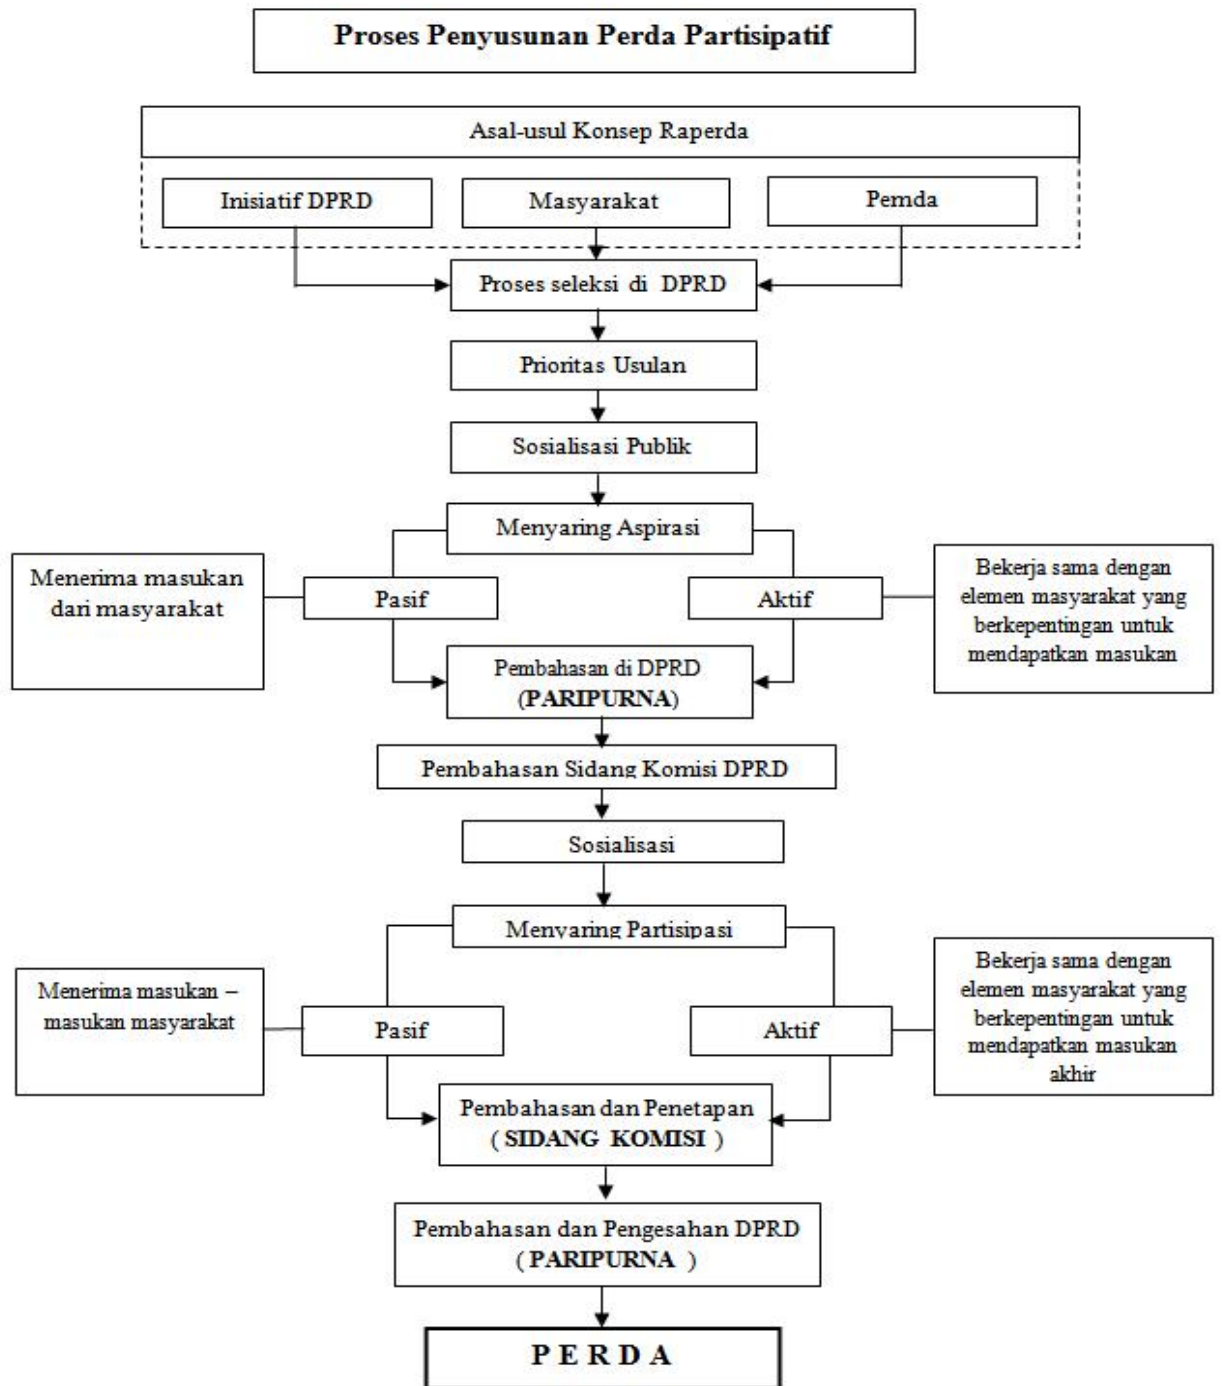 Proses Penyusunan Perda Partisipatif
Asal-usul Konsep Raperda
Inisiatif DPRD
Masyarakat
Pemda
Proses seleksi di DPRD
Prioritas Usulan
Sosialisasi Publik
Menyaring Aspirasi
Menerima masukan
dari masyarakat
Pasif
Aktif
Bekerja sama dengan
elemen masyarakat yang
berkepentingan untuk
mendapatkan masukan
Pembahasan di DPRD
(PARIPURNA)
Pembahasan Sidang Komisi DPRD
Sosialisasi
Menyaring Partisipasi
Menerima masukan –
masukan masyarakat
Pasif
Aktif
Bekerja sama dengan
elemen masyarakat yang
berkepentingan untuk
mendapatkan masukan
akhir
Pembahasan dan Penetapan
( SIDANG KOMISI )
Pembahasan dan Pengesahan DPRD
( PARIPURNA )
P E R D A